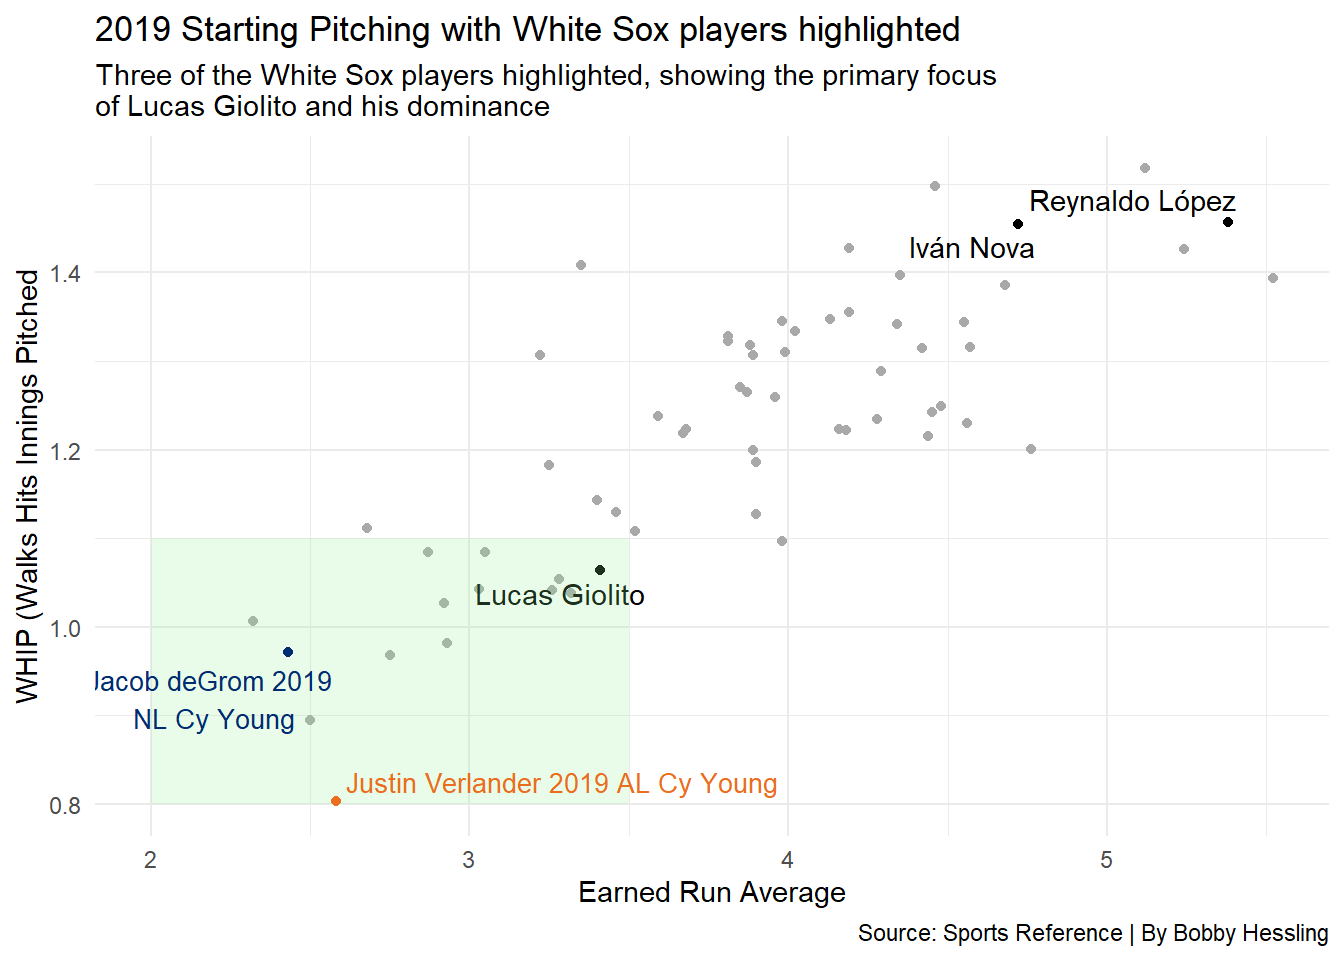 2019 Starting Pitching with White Sox players highlighted
Three of the White Sox players highlighted, showing the primary focus
of Lucas Giolito and his dominance
WHIP (Walks Hits Innings Pitched
1.4
1.2
1.0
0.8
Reynaldo López
Iván Nova
Lucas Giolito
Jacob deGrom 2019
NL Cy Young
Justin Verlander 2019 AL Cy Young
2
3
4
5
Earned Run Average
Source: Sports Reference | By Bobby Hessling